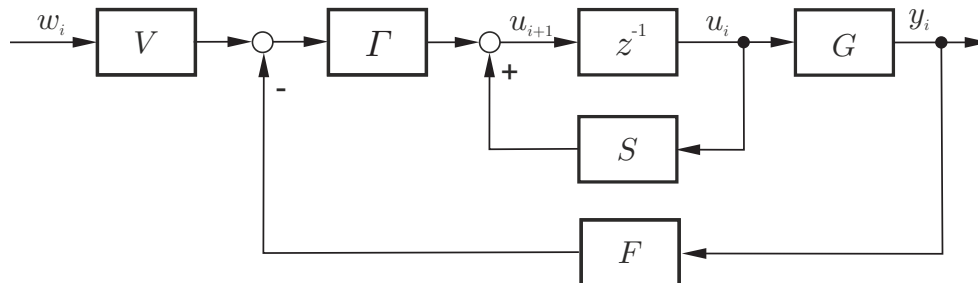 w_i
V
Γ
u_{i+1}
z^{-1}
u_i
G
y_i
-
+
S
F